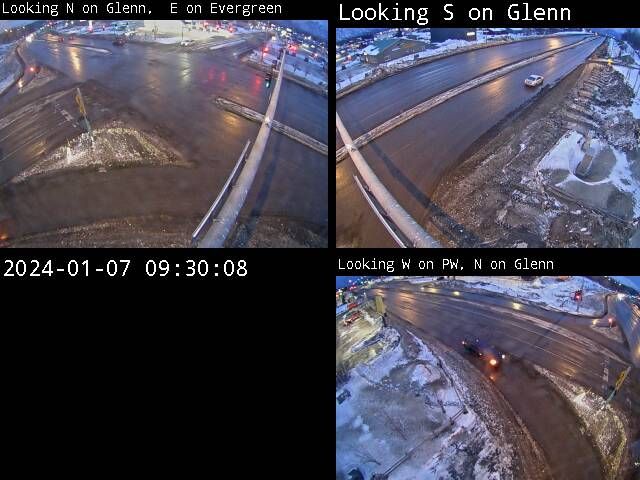 Looking N on Glenn, E on Evergreen
Looking S on Glenn
2024-01-07 09:30:08
Looking W on PW, N on Glenn